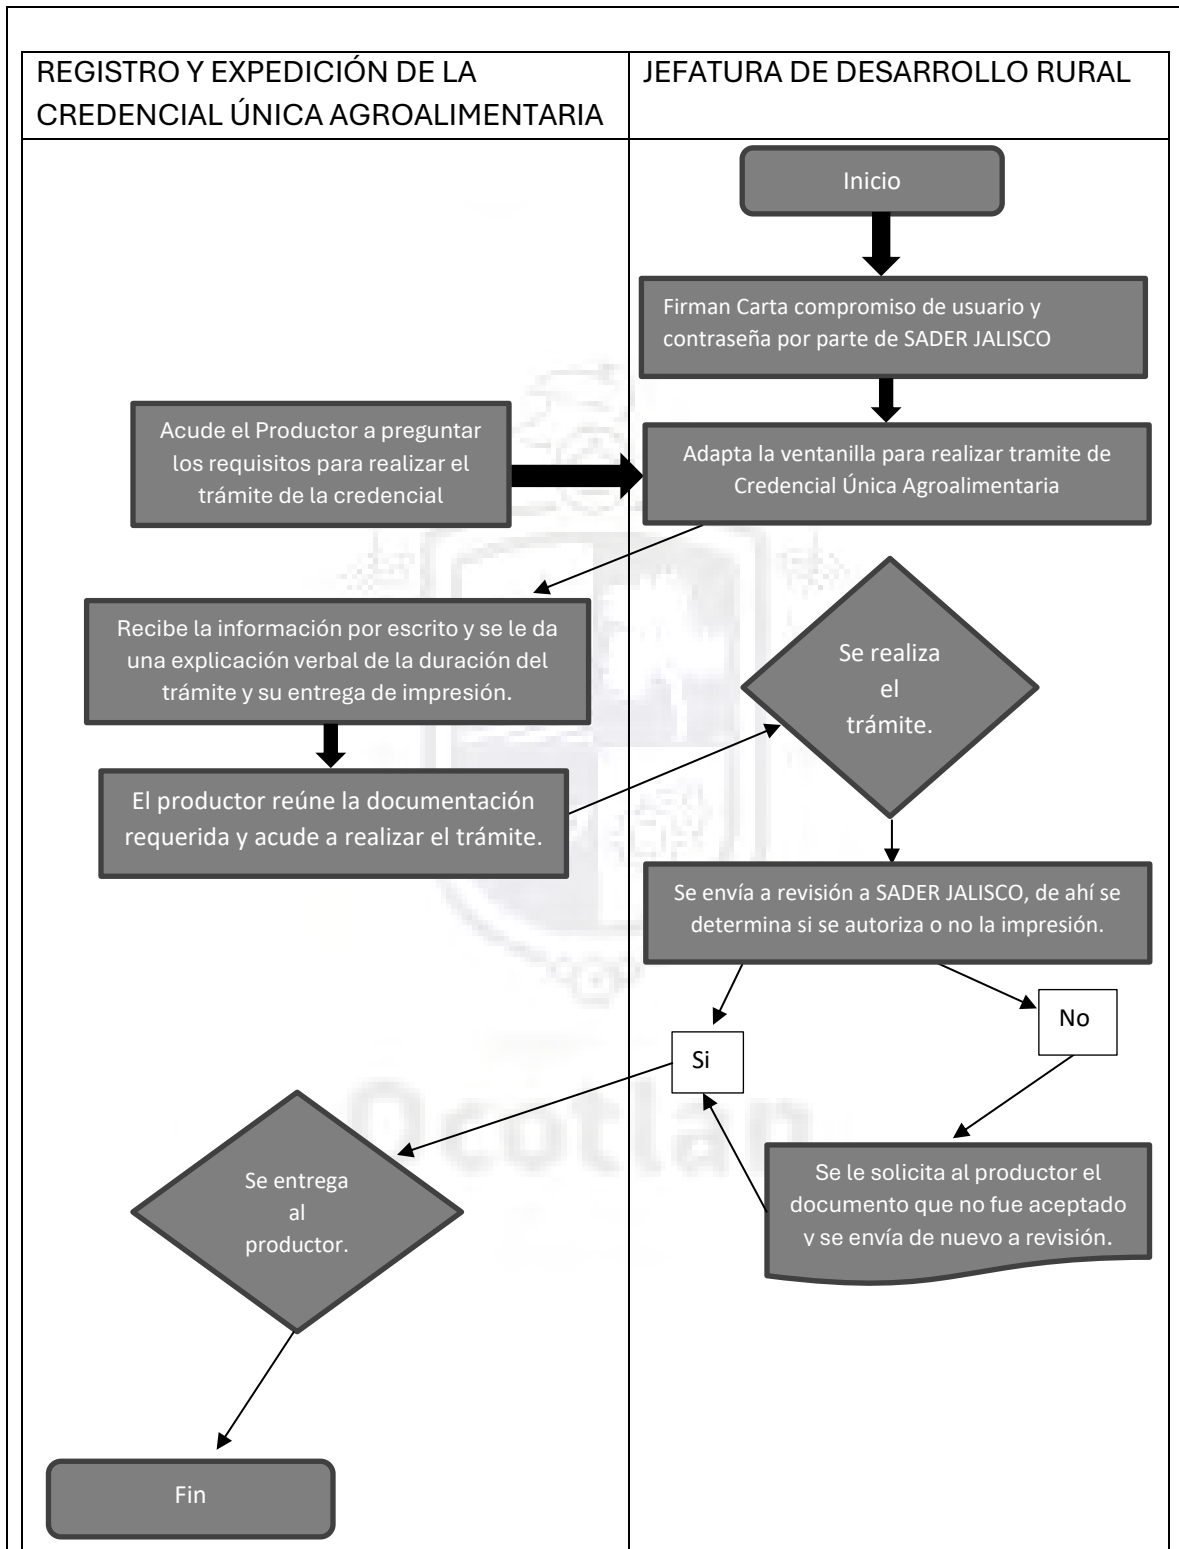 REGISTRO Y EXPEDICIÓN DE LA
CREDENCIAL ÚNICA AGROALIMENTARIA
JEFATURA DE DESARROLLO RURAL
Inicio
Firman Carta compromiso de usuario y
contraseña por parte de SADER JALISCO
Acude el Productor a preguntar
los requisitos para realizar el
trámite de la credencial
Adapta la ventanilla para realizar tramite de
Credencial Única Agroalimentaria
Recibe la información por escrito y se le da
una explicación verbal de la duración del
trámite y su entrega de impresión.
Se realiza
el
trámite.
El productor reúne la documentación
requerida y acude a realizar el trámite.
Se envía a revisión a SADER JALISCO, de ahí se
determina si se autoriza o no la impresión.
No
Si
Ocotlán
Se le solicita al productor el
documento que no fue aceptado
y se envía de nuevo a revisión.
Se entrega
al
productor.
Fin